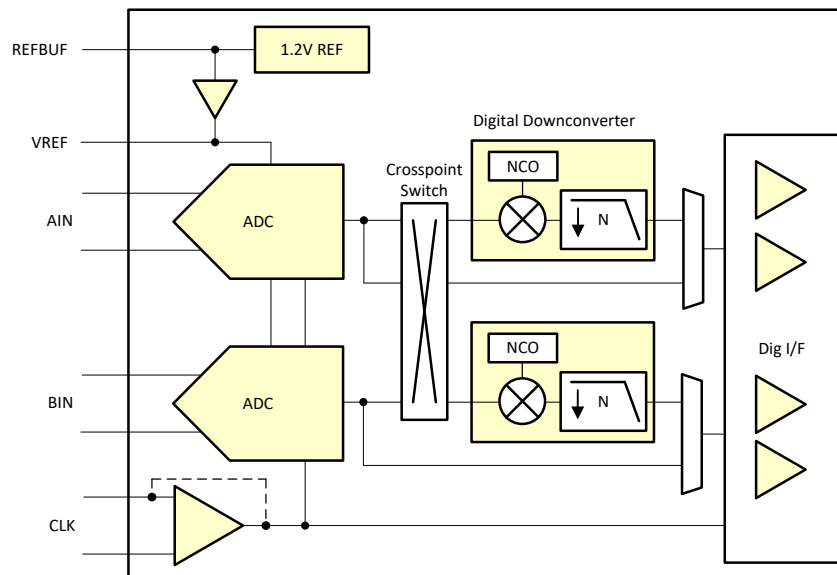 REFBUF
1.2V REF
VREF
Digital Downconverter
Crosspoint
Switch
NCO
AIN
ADC
N
NCO
Dig I/F
BIN
ADC
N
CLK